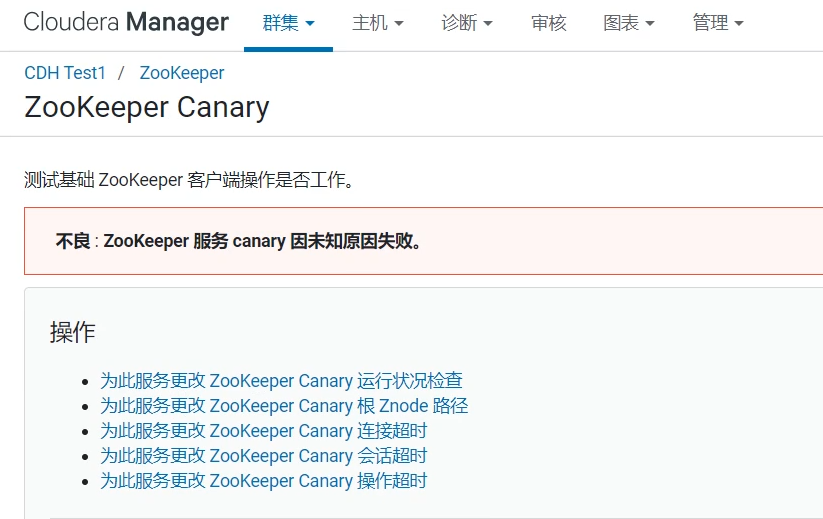 Cloudera Manager 群集 主机 诊断 审核 图表 管理
CDH Test1 / ZooKeeper
ZooKeeper Canary
测试基础 ZooKeeper 客户端操作是否工作。
不良 : ZooKeeper 服务 canary 因未知原因失败。
操作
为此服务更改 ZooKeeper Canary 运行状况检查
为此服务更改 ZooKeeper Canary 根 Znode 路径
为此服务更改 ZooKeeper Canary 连接超时
为此服务更改 ZooKeeper Canary 会话超时
为此服务更改 ZooKeeper Canary 操作超时